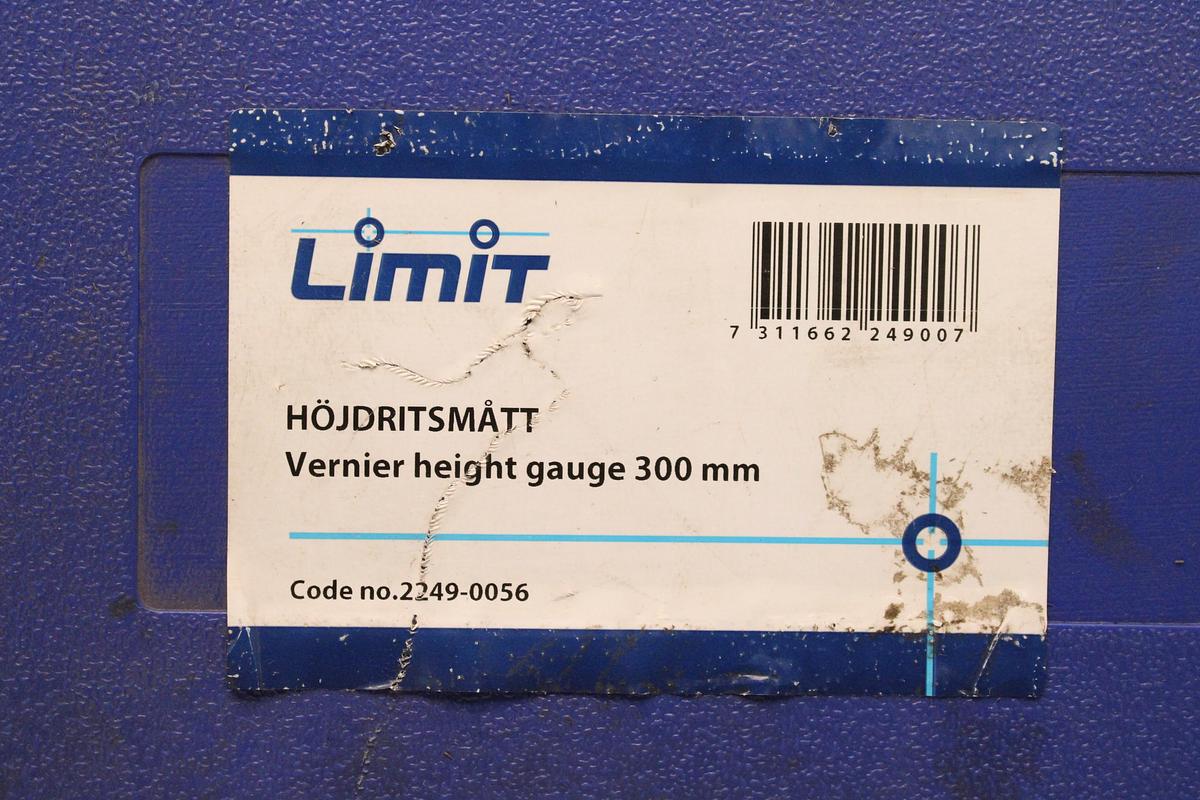 Limit
7 311662 249007
HÖJDRITSMÅTT
Vernier height gauge 300 mm
Code no.2249-0056